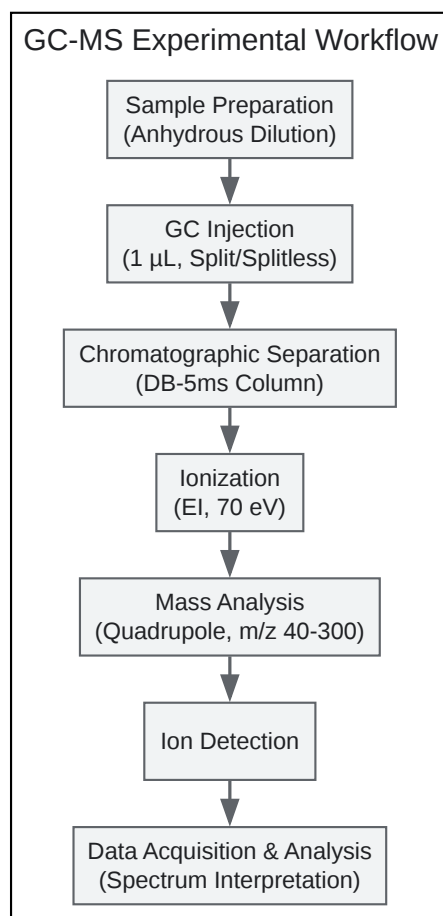 GC-MS Experimental Workflow
Sample Preparation
(Anhydrous Dilution)
GC Injection
(1 µL, Split/Splitless)
Chromatographic Separation
(DB-5ms Column)
Ionization
(EI, 70 eV)
Mass Analysis
(Quadrupole, m/z 40-300)
Ion Detection
Data Acquisition & Analysis
(Spectrum Interpretation)